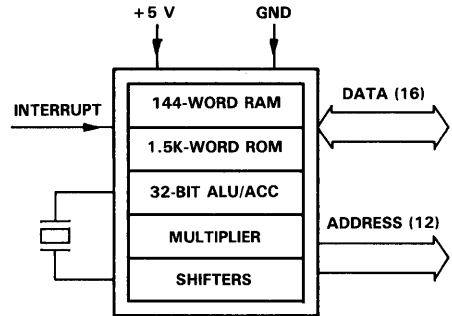 +5 V
GND
INTERRUPT
144-WORD RAM
1.5K-WORD ROM
32-BIT ALU/ACC
MULTIPLIER
SHIFTERS
DATA (16)
ADDRESS (12)